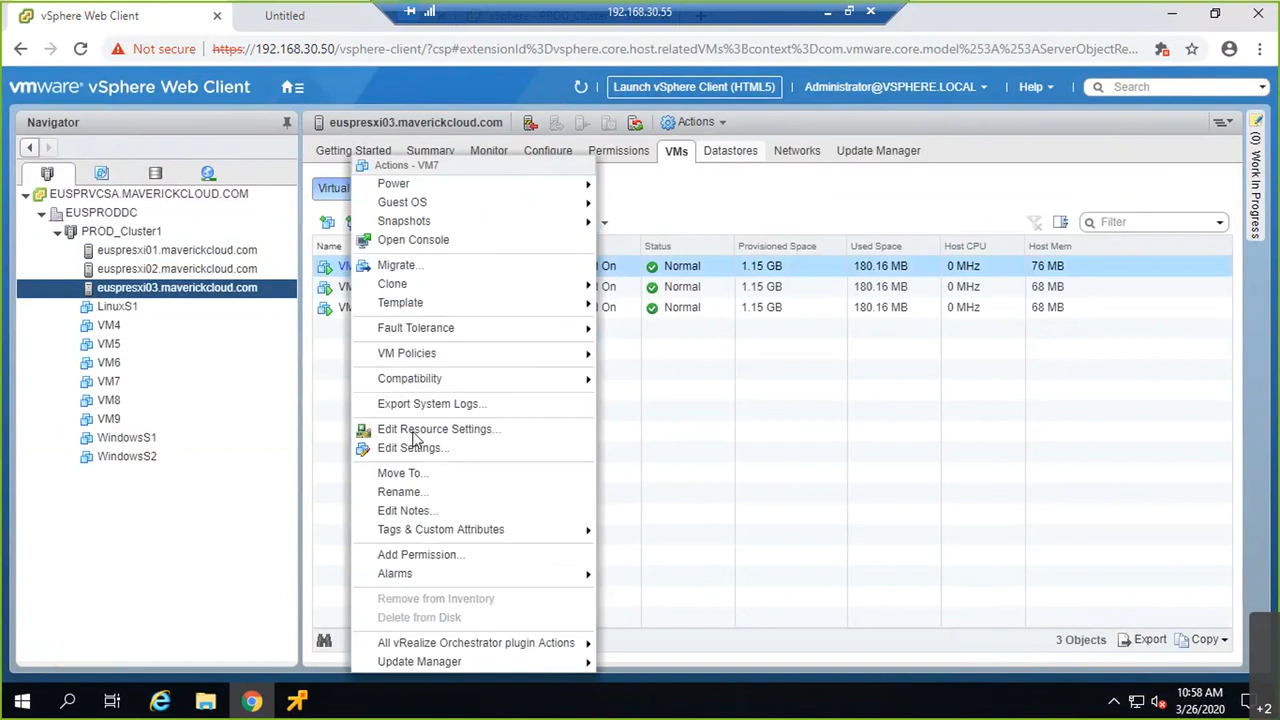 vSphere Web Client
Untitled
vSphere - PROD_Cluster
192.168.30.55
Not secure
https://192.168.30.50/vsphere-client/?csp#extensionId%3Dvsphere.core.host.relatedVMs%3Bcontext%3Dcom.vmware.core.model%253A%253AServerObjectRe...
vmware® vSphere Web Client
Launch vSphere Client (HTML5)
Administrator@VSPHERE.LOCAL
Help
Search
Navigator
EUSPRVCSA.MAVERICKCLOUD.COM
EUSPRODDC
PROD_Cluster1
euspresxi01.maverickcloud.com
euspresxi02.maverickcloud.com
euspresxi03.maverickcloud.com
LinuxS1
VM4
VM5
VM6
VM7
VM8
VM9
WindowsS1
WindowsS2
euspresxi03.maverickcloud.com
Actions
Getting Started
Summary
Monitor
Configure
Permissions
VMs
Datastores
Networks
Update Manager
Virtual
Filter
Name
Status
Provisioned Space
Used Space
Host CPU
Host Mem
On
Normal
1.15 GB
180.16 MB
0 MHz
76 MB
On
Normal
1.15 GB
180.16 MB
0 MHz
68 MB
On
Normal
1.15 GB
180.16 MB
0 MHz
68 MB
Actions - VM7
Power
Guest OS
Snapshots
Open Console
Migrate...
Clone
Template
Fault Tolerance
VM Policies
Compatibility
Export System Logs...
Edit Resource Settings...
Edit Settings...
Move To...
Rename...
Edit Notes...
Tags & Custom Attributes
Add Permission...
Alarms
Remove from Inventory
Delete from Disk
All vRealize Orchestrator plugin Actions
Update Manager
3 Objects
Export
Copy
(0) Work In Progress
10:58 AM
3/26/2020
+2